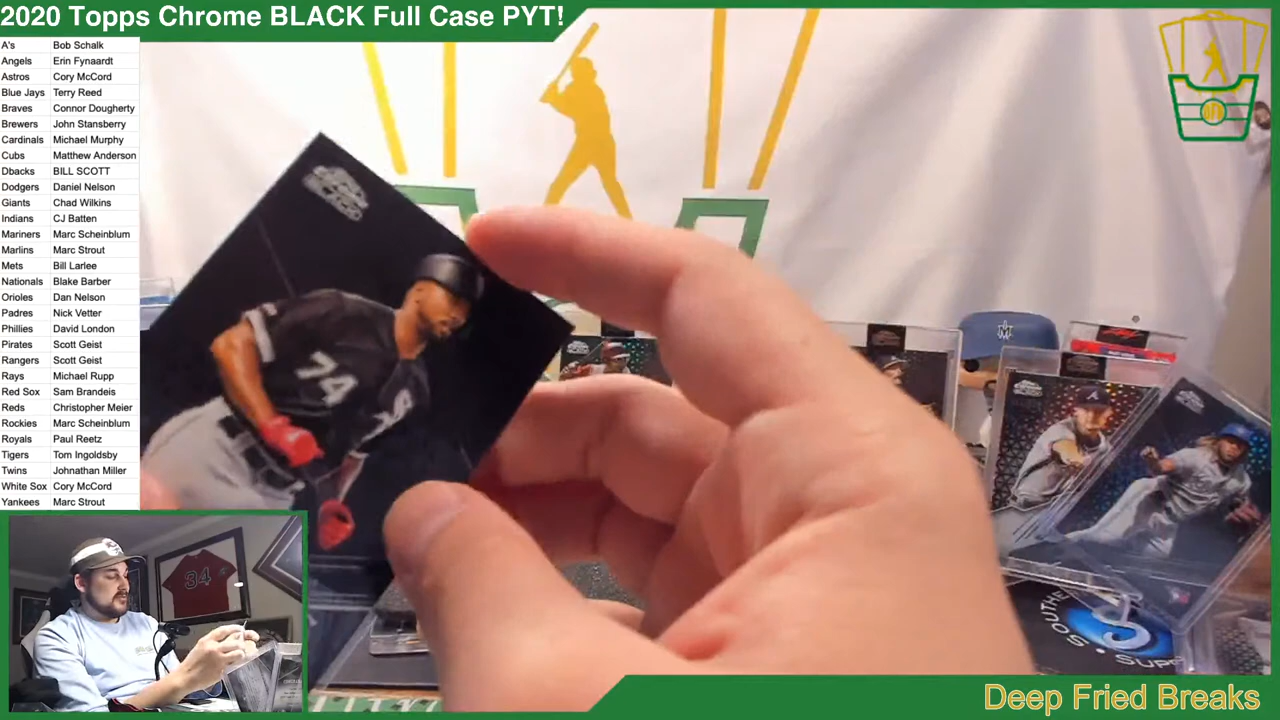 2020 Topps Chrome BLACK Full Case PYT!
A's Bob Schalk
Angels Erin Fynaardt
Astros Cory McCord
Blue Jays Terry Reed
Braves Connor Dougherty
Brewers John Stansberry
Cardinals Michael Murphy
Cubs Matthew Anderson
Dbacks BILL SCOTT
Dodgers Daniel Nelson
Giants Chad Wilkins
Indians CJ Batten
Mariners Marc Scheinblum
Marlins Marc Strout
Mets Bill Larlee
Nationals Blake Barber
Orioles Dan Nelson
Padres Nick Vetter
Phillies David London
Pirates Scott Geist
Rangers Scott Geist
Rays Michael Rupp
Red Sox Sam Brandeis
Reds Christopher Meier
Rockies Marc Scheinblum
Royals Paul Reetz
Tigers Tom Ingoldsby
Twins Johnathan Miller
White Sox Cory McCord
Yankees Marc Strout
74
34
Deep Fried Breaks